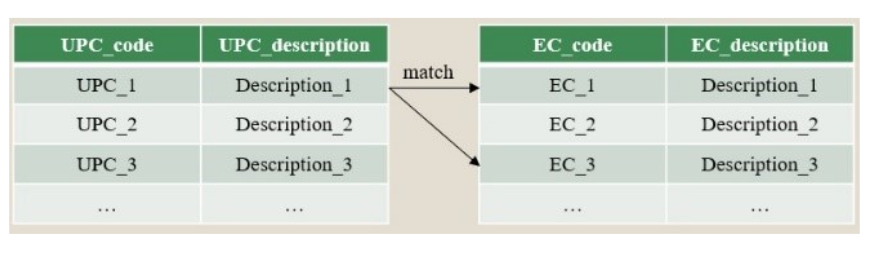 UPC_code UPC_description EC_code EC_description
match
UPC_1 Description_1 EC_1 Description_1
UPC_2 Description_2 EC_2 Description_2
UPC_3 Description_3 EC_3 Description_3
... ... ... ...